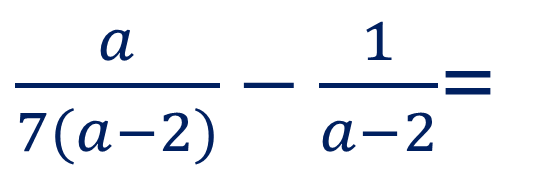 a/7(a−2) − 1/a−2 =